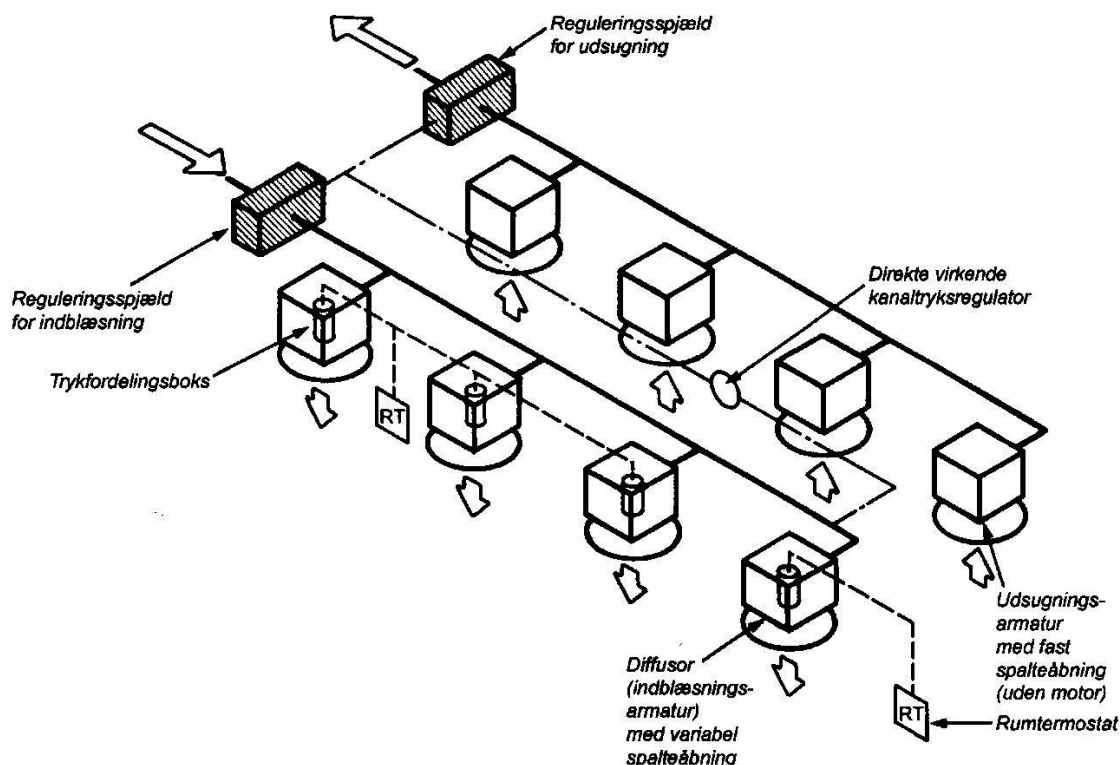 Reguleringsspjæld
for udsugning
Direkte virkende
kanaltryksregulator
Reguleringsspjæld
for indblæsning
Trykfordelingsboks
RT
Udsugnings-
armatur
med fast
spalteåbning
(uden motor)
Diffusor
(indblæsnings-
armatur)
med variabel
spalteåbning
RT
Rumtermostat